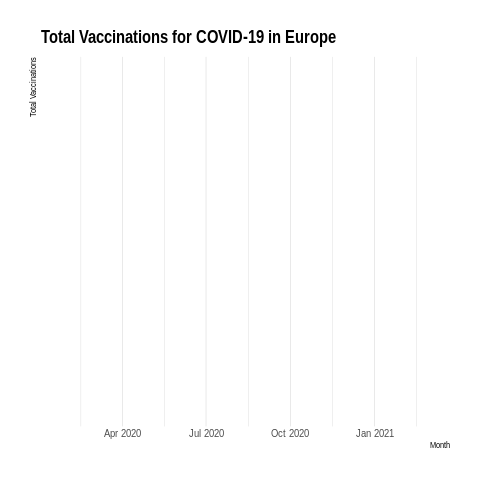 Total Vaccinations for COVID-19 in Europe
Total Vaccinations
Apr 2020
Jul 2020
Oct 2020
Jan 2021
Month